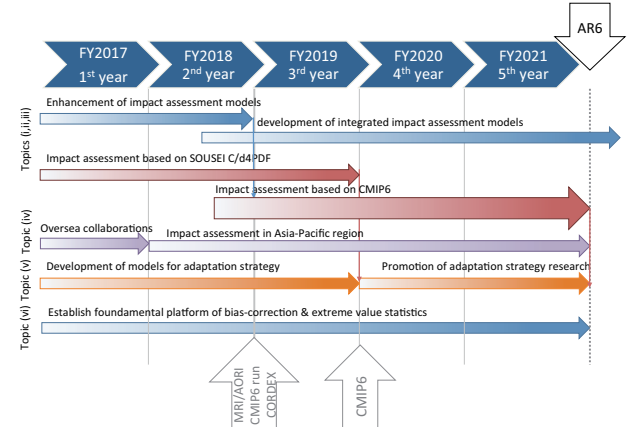 AR6
FY2017
1st year
FY2018
2nd year
FY2019
3rd year
FY2020
4th year
FY2021
5th year
Topics (i,ii,iii)
Enhancement of impact assessment models
development of integrated impact assessment models
Impact assessment based on SOUSEI C/d4PDF
Impact assessment based on CMIP6
Topic (iv)
Oversea collaborations
Impact assessment in Asia-Pacific region
Topic (v)
Development of models for adaptation strategy
Promotion of adaptation strategy research
Topic (vi)
Establish foundamental platform of bias-correction & extreme value statistics
MRI/AORI
CMIP6 run
CORDEX
CMIP6